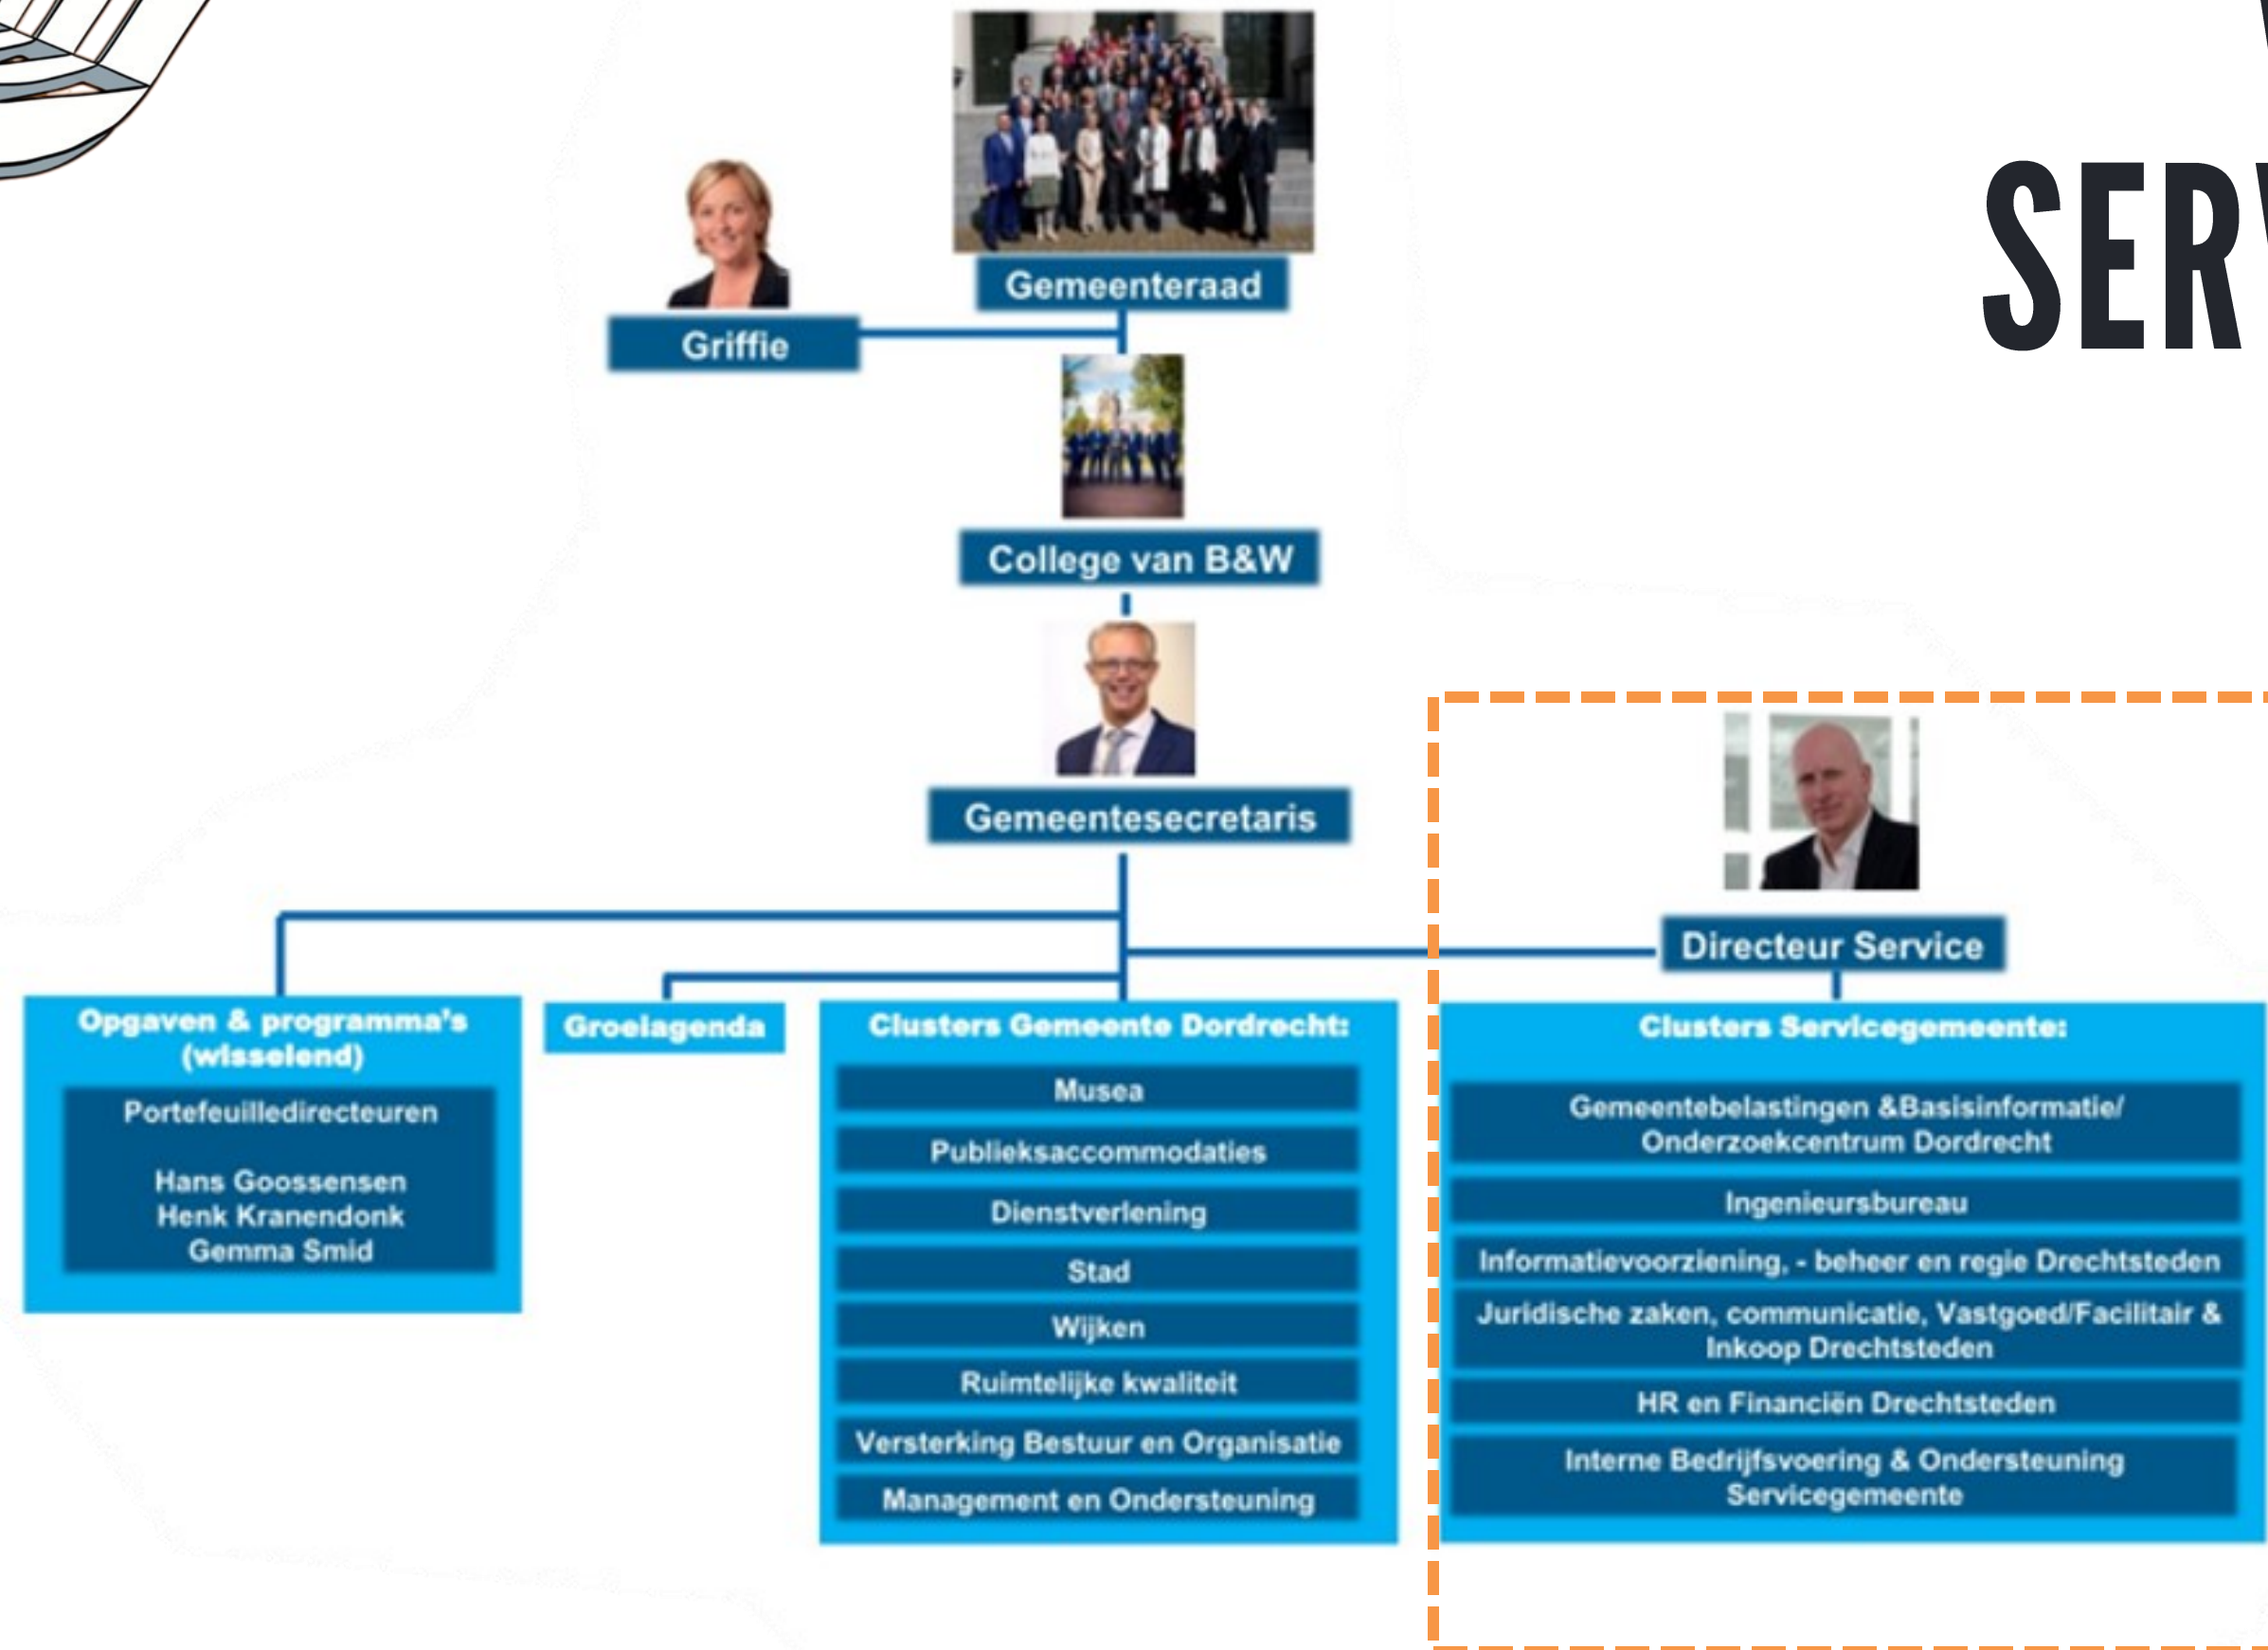 SER
Gemeenteraad
Griffie
College van B&W
Gemeentesecretaris
Directeur Service
Opgaven & programma's
(wisselend)
Portefeuilledirecteuren
Hans Goossensen
Henk Kranendonk
Gemma Smid
Groeiagenda
Clusters Gemeente Dordrecht:
Musea
Publieksaccommodaties
Dienstverlening
Stad
Wijken
Ruimtelijke kwaliteit
Versterking Bestuur en Organisatie
Management en Ondersteuning
Clusters Servicegemeente:
Gemeentebelastingen &Basisinformatie/
Onderzoekcentrum Dordrecht
Ingenieursbureau
Informatievoorziening, - beheer en regie Drechtsteden
Juridische zaken, communicatie, Vastgoed/Facilitair &
Inkoop Drechtsteden
HR en Financiën Drechtsteden
Interne Bedrijfsvoering & Ondersteuning
Servicegemeente